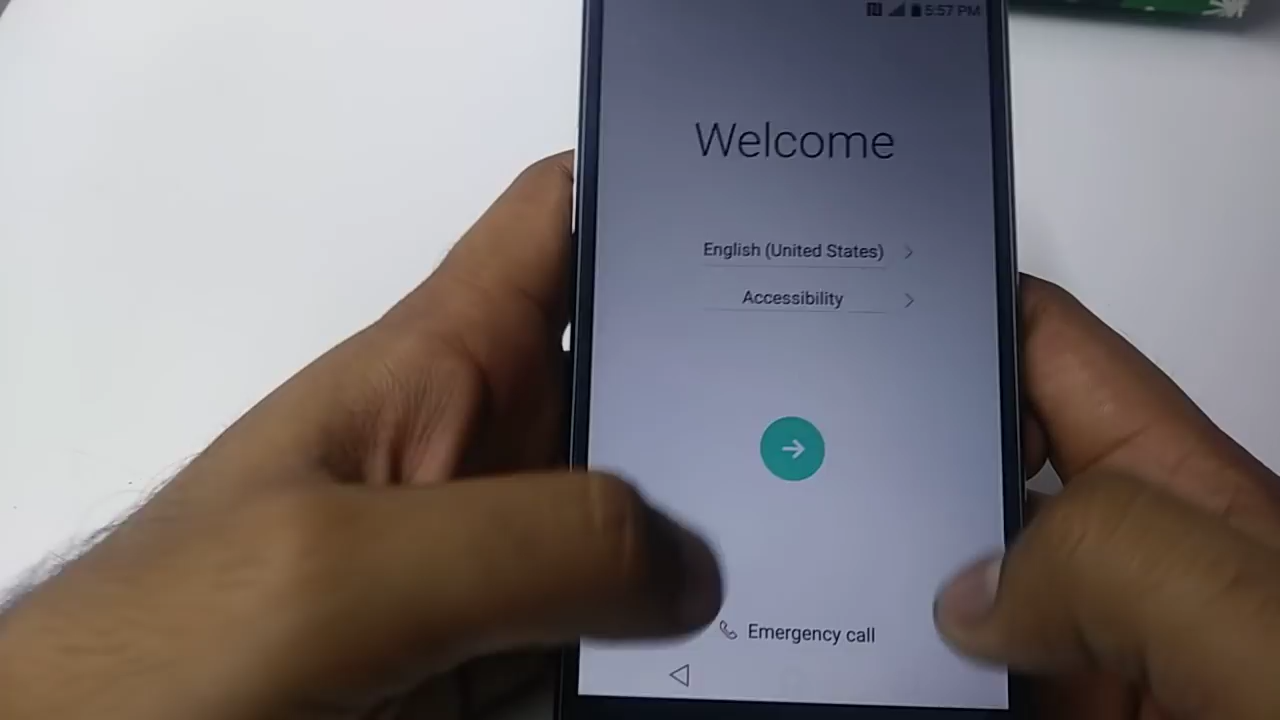 5:57 PM
Welcome
English (United States)
Accessibility
Emergency call